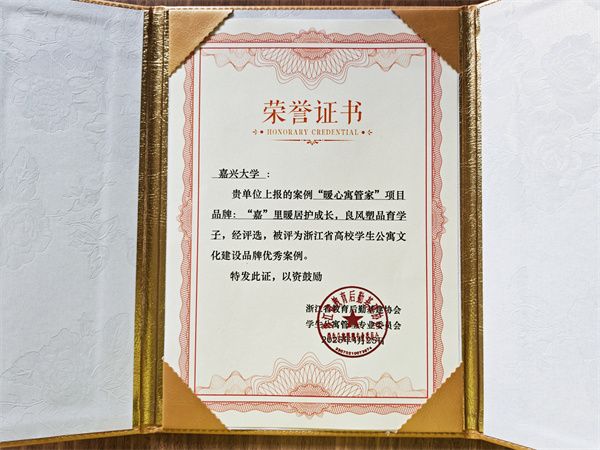 荣誉证书
HONORARY CREDENTIAL
嘉兴大学：
贵单位上报的案例“暖心寓管家”项目
品牌：“嘉”里暖居护成长，良风塑品育学
子，经评选，被评为浙江省高校学生公寓文
化建设品牌优秀案例。
特发此证，以资鼓励
浙江省教育后勤基建协会
学生公寓管理专业委员会